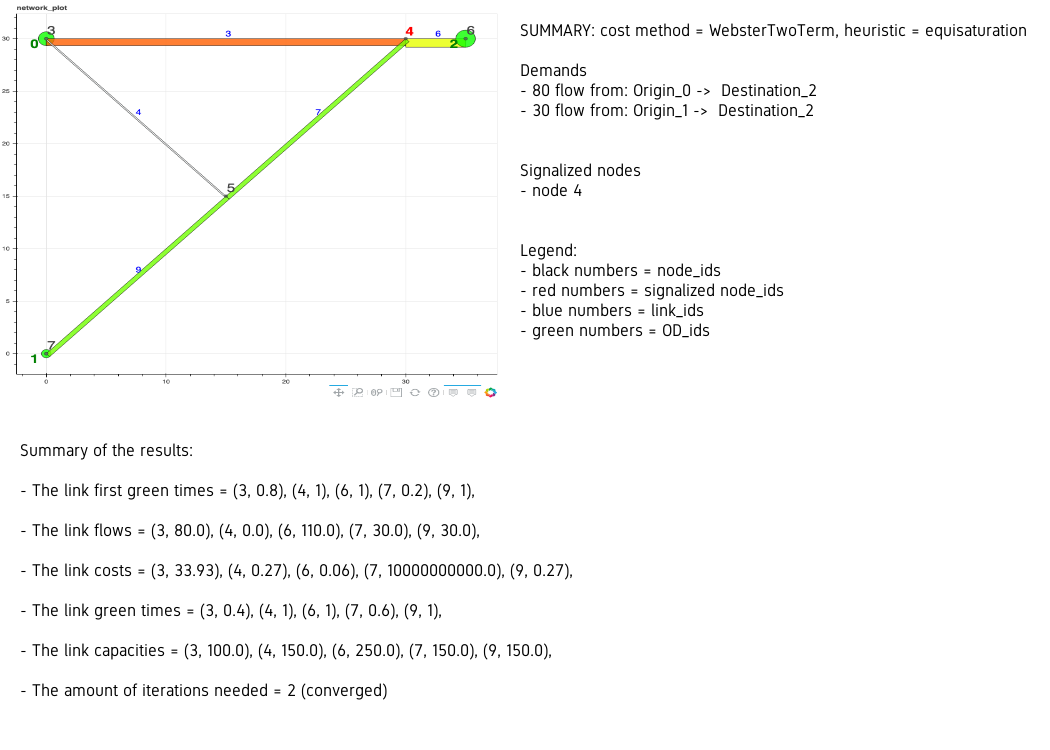 network_plot
3
0
3
4
6
2
6
30
25
20
15
10
5
0
4
7
5
9
7
1
0
10
20
30
SUMMARY: cost method = WebsterTwoTerm, heuristic = equisaturation
Demands
- 80 flow from: Origin_0 -> Destination_2
- 30 flow from: Origin_1 -> Destination_2
Signalized nodes
- node 4
Legend:
- black numbers = node_ids
- red numbers = signalized node_ids
- blue numbers = link_ids
- green numbers = OD_ids
Summary of the results:
- The link first green times = (3, 0.8), (4, 1), (6, 1), (7, 0.2), (9, 1),
- The link flows = (3, 80.0), (4, 0.0), (6, 110.0), (7, 30.0), (9, 30.0),
- The link costs = (3, 33.93), (4, 0.27), (6, 0.06), (7, 10000000000.0), (9, 0.27),
- The link green times = (3, 0.4), (4, 1), (6, 1), (7, 0.6), (9, 1),
- The link capacities = (3, 100.0), (4, 150.0), (6, 250.0), (7, 150.0), (9, 150.0),
- The amount of iterations needed = 2 (converged)